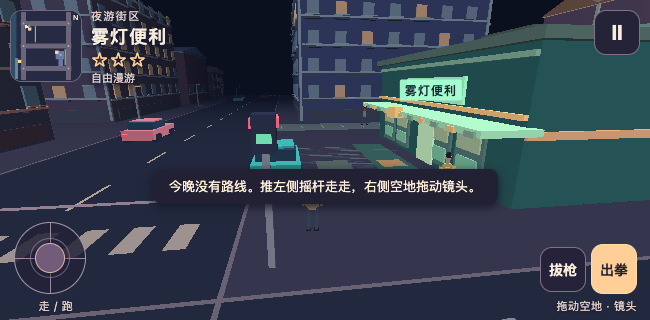 夜游街区
雾灯便利
自由漫游
N
雾灯便利
今晚没有路线。推左侧摇杆走走，右侧空地拖动镜头。
拔枪
出拳
走 / 跑
拖动空地 · 镜头